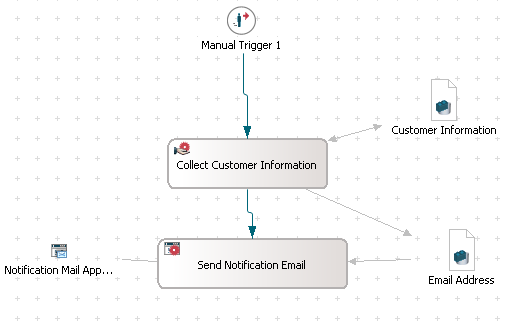 Manual Trigger 1
Customer Information
Collect Customer Information
Send Notification Email
Notification Mail App...
Email Address